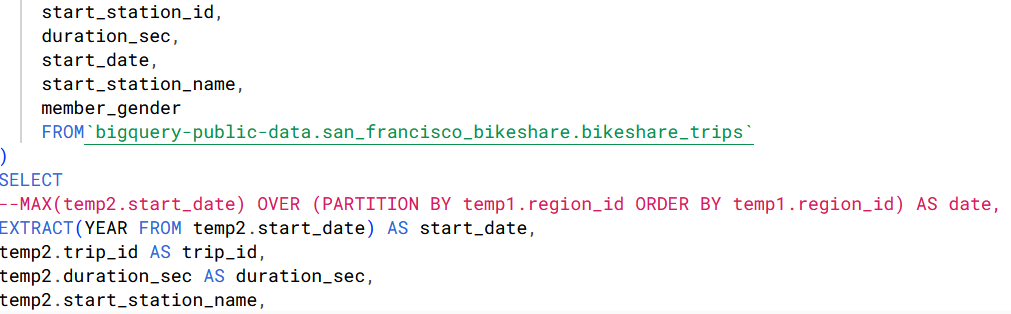 start_station_id,
duration_sec,
start_date,
start_station_name,
member_gender
FROM`bigquery-public-data.san_francisco_bikeshare.bikeshare_trips`
)
SELECT
--MAX(temp2.start_date) OVER (PARTITION BY temp1.region_id ORDER BY temp1.region_id) AS date,
EXTRACT(YEAR FROM temp2.start_date) AS start_date,
temp2.trip_id AS trip_id,
temp2.duration_sec AS duration_sec,
temp2.start_station_name,